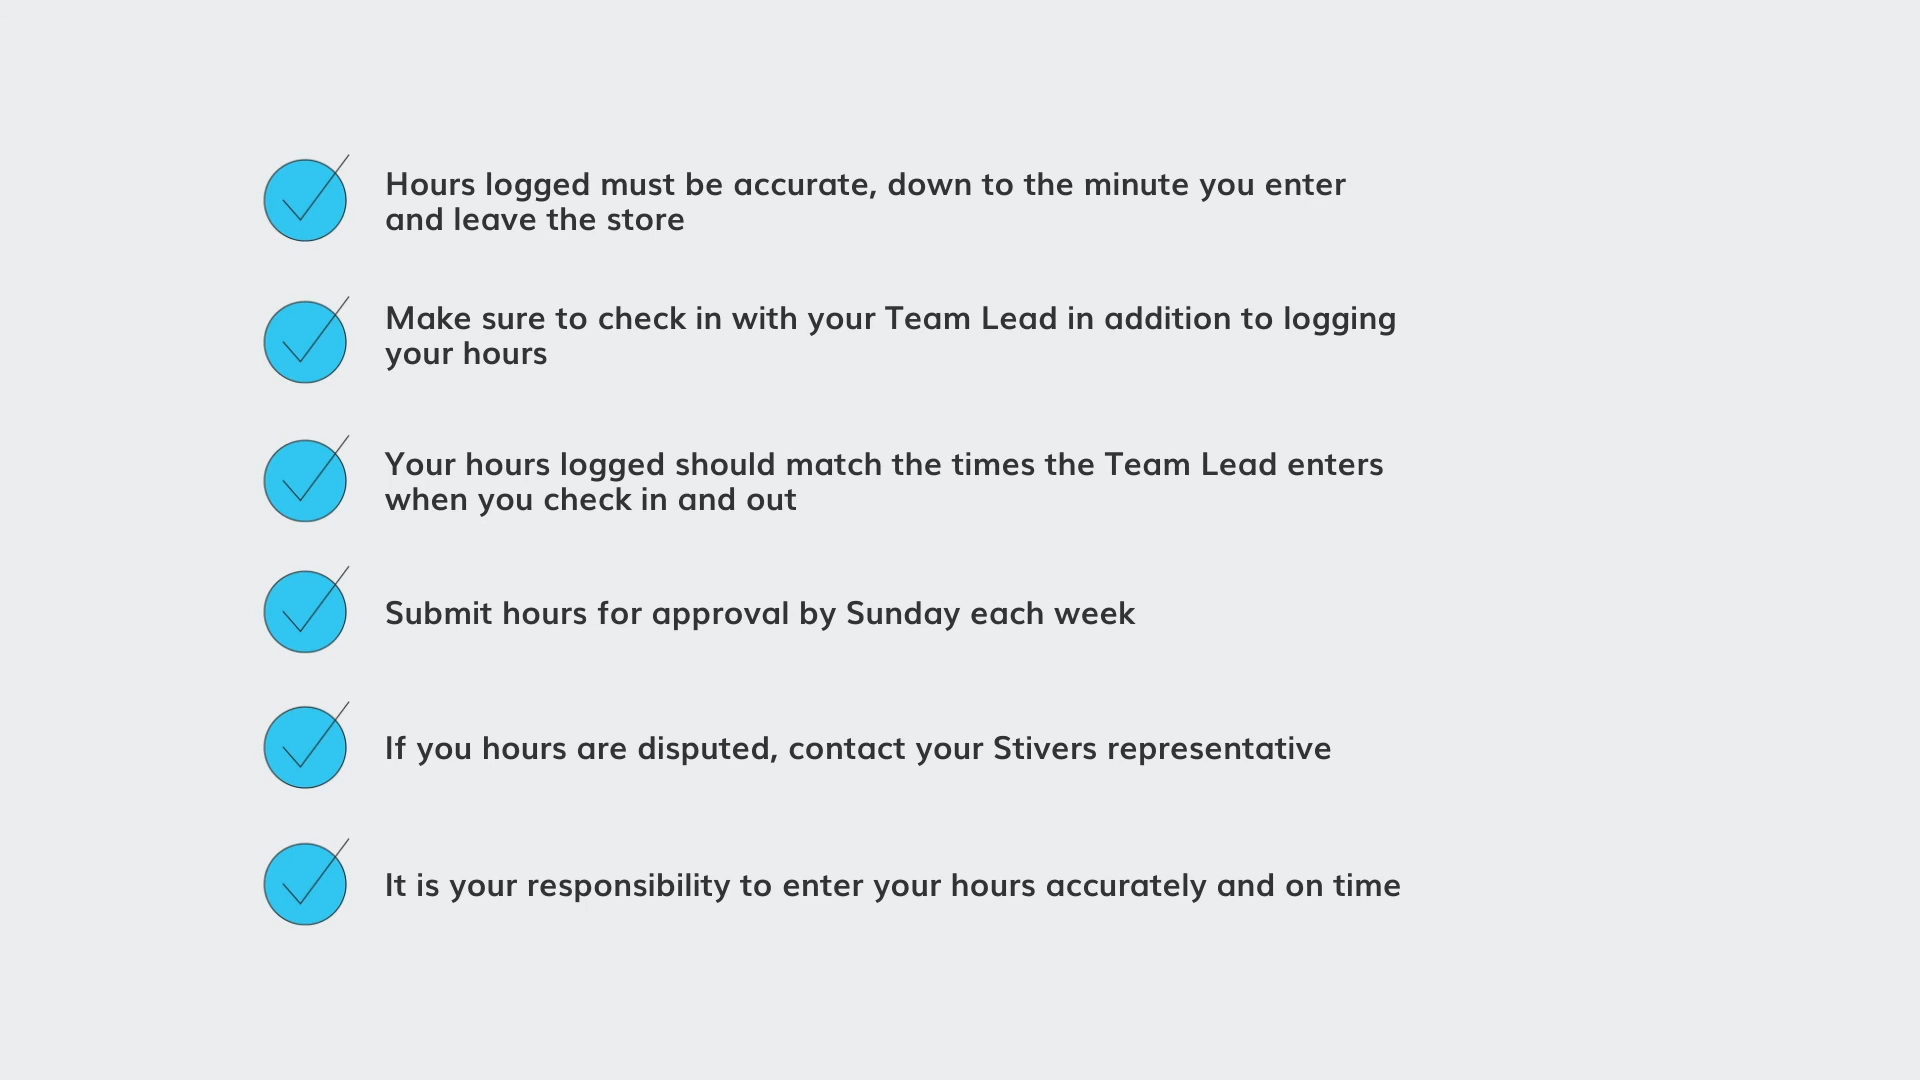 Hours logged must be accurate, down to the minute you enter
and leave the store
Make sure to check in with your Team Lead in addition to logging
your hours
Your hours logged should match the times the Team Lead enters
when you check in and out
Submit hours for approval by Sunday each week
If you hours are disputed, contact your Stivers representative
It is your responsibility to enter your hours accurately and on time